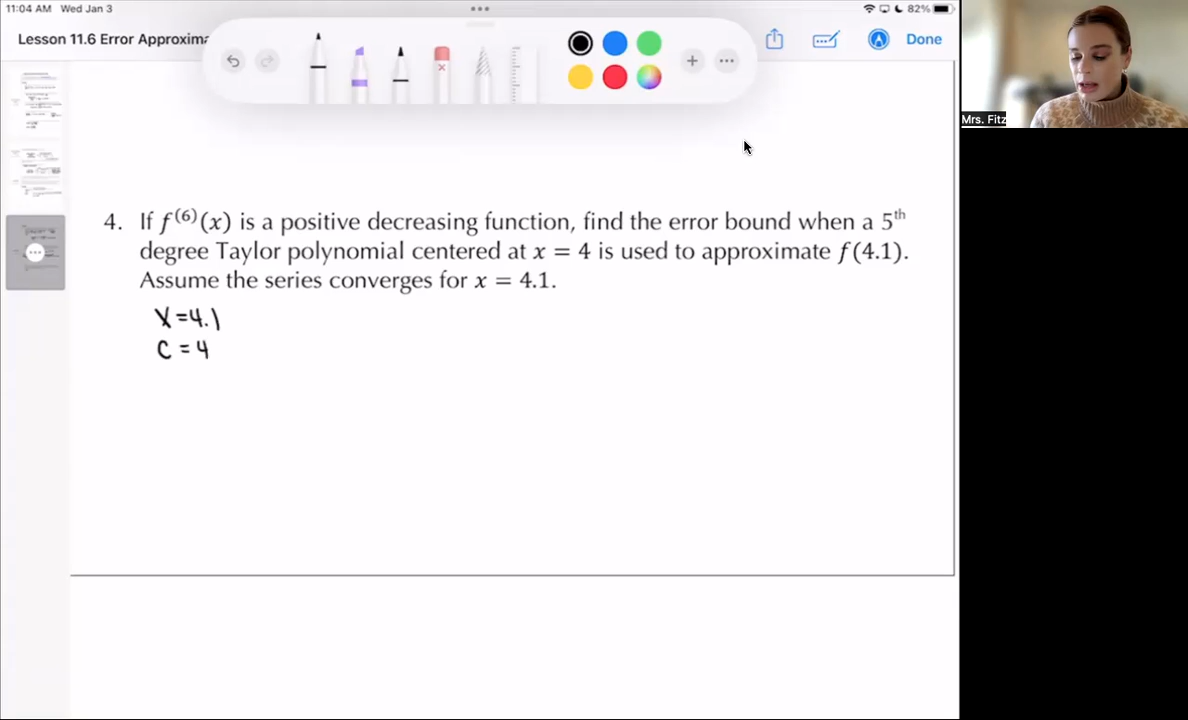 11:04 AM Wed Jan 3
82%
Lesson 11.6 Error Approxima
Done
Mrs. Fitz
4. If f⁽⁶⁾(x) is a positive decreasing function, find the error bound when a 5ᵗʰ
degree Taylor polynomial centered at x = 4 is used to approximate f(4.1).
Assume the series converges for x = 4.1.
x = 4.1
c = 4